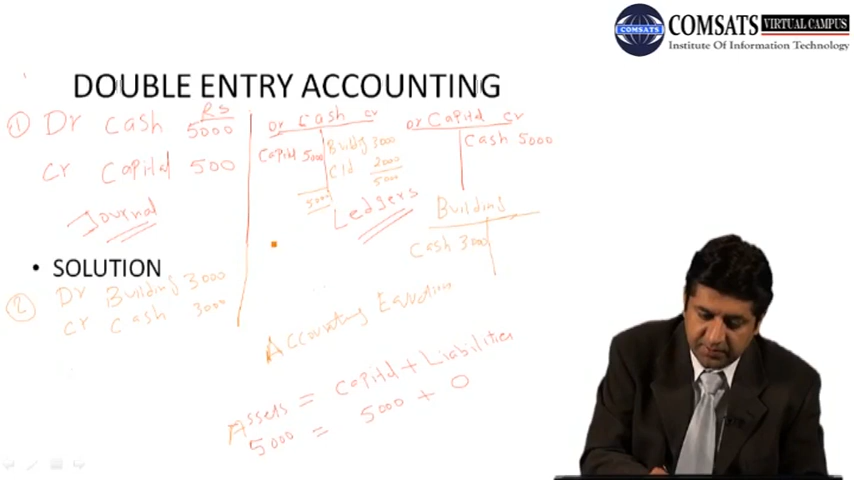 COMSATS VIRTUAL CAMPUS
COMSATS
Institute Of Information Technology
DOUBLE ENTRY ACCOUNTING
RS
① Dr Cash 5000
Cr Capital 500
Journal
• SOLUTION
② Dr Building 3000
Cr Cash 3000
Dr Cash Cr
Capital 5000
Building 3000
C/d 2000
5000
5000
Ledgers
Dr Capital Cr
Cash 5000
Building
Cash 3000
Accounting Equation
Assets = Capital + Liabilities
5000 = 5000 + 0